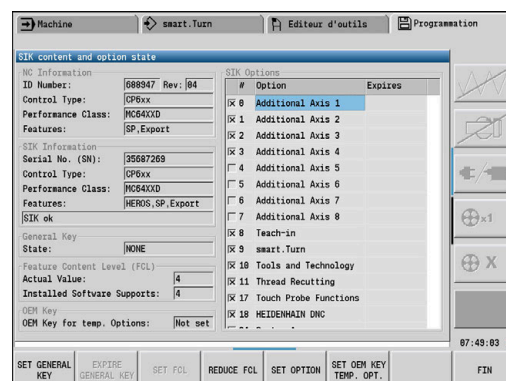 Machine
smart.Turn
Editeur d'outils
Programmation
SIK content and option state
NC Information
ID Number: 688947 Rev: 04
Control Type: CP6xx
Performance Class: MC64XXD
Features: SP,Export
SIK Information
Serial No. (SN): 35687269
Control Type: CP6xx
Performance Class: MC64XXD
Features: HEROS,SP,Export
SIK ok
General Key
State: NONE
Feature Content Level (FCL)
Actual Value: 4
Installed Software Supports: 4
OEM Key
OEM Key for temp. Options: Not set
SIK Options
# Option Expires
0 Additional Axis 1
1 Additional Axis 2
2 Additional Axis 3
3 Additional Axis 4
4 Additional Axis 5
5 Additional Axis 6
6 Additional Axis 7
7 Additional Axis 8
8 Teach-in
9 smart.Turn
10 Tools and Technology
11 Thread Recutting
17 Touch Probe Functions
18 HEIDENHAIN DNC
x1
X
07:49:03
SET GENERAL KEY
EXPIRE GENERAL KEY
SET FCL
REDUCE FCL
SET OPTION
SET OEM KEY TEMP. OPT.
FIN